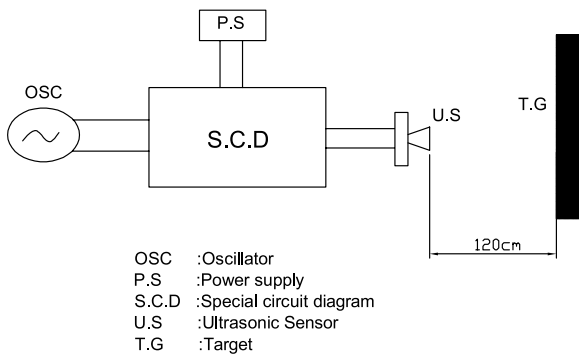 P.S
OSC
S.C.D
U.S
T.G
120cm
OSC :Oscillator
P.S :Power supply
S.C.D :Special circuit diagram
U.S :Ultrasonic Sensor
T.G :Target